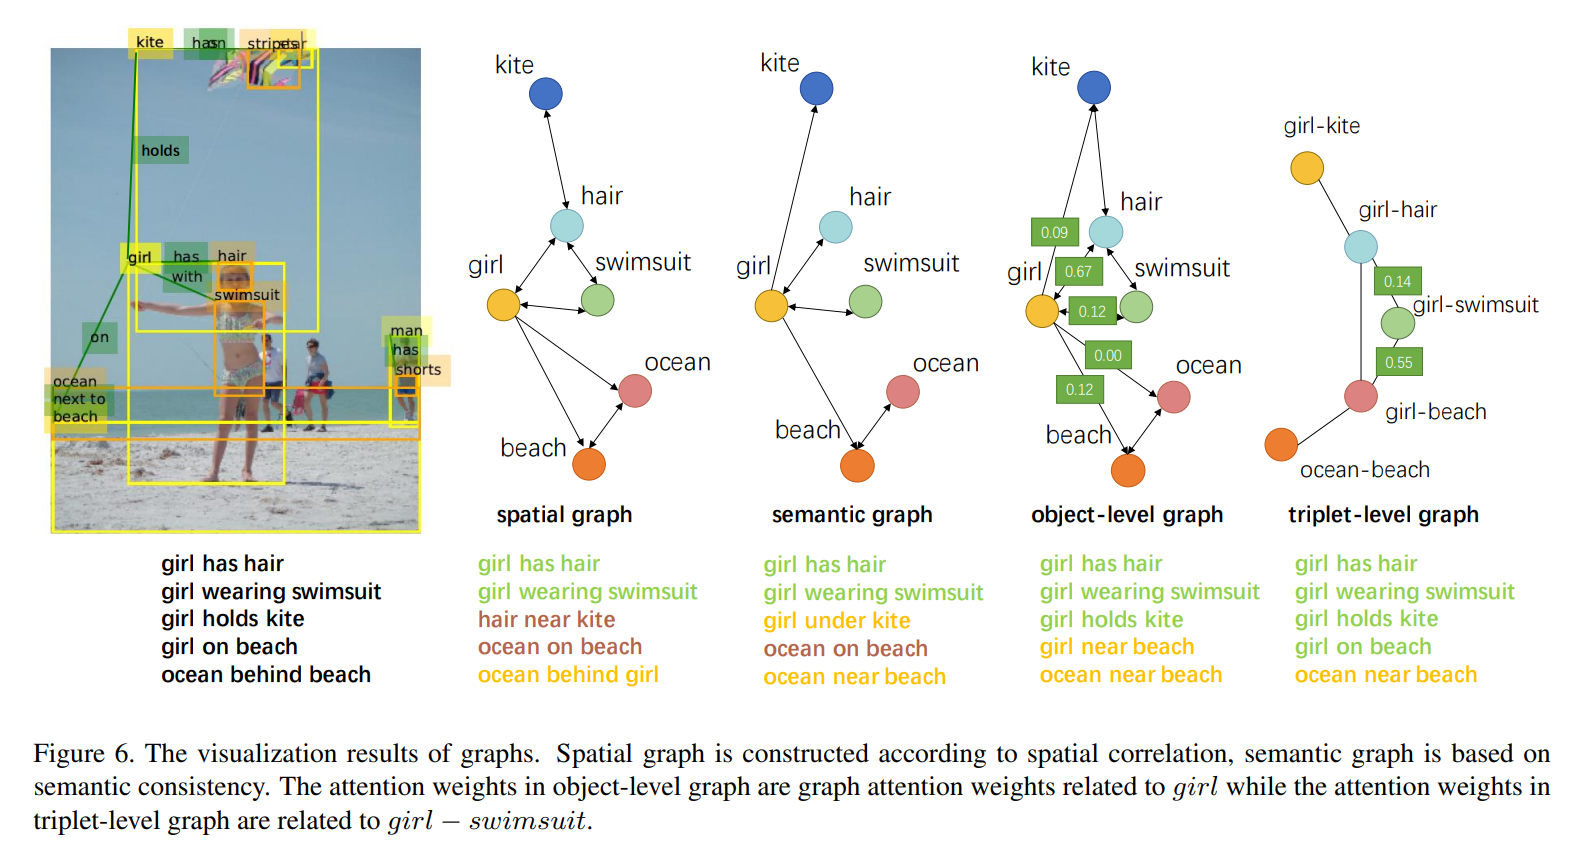 kite
has
on
stripes
star
holds
girl
has
hair
with
swimsuit
on
man
has
shorts
ocean
next to
beach
kite
hair
girl
swimsuit
ocean
beach
spatial graph
kite
hair
girl
swimsuit
ocean
beach
semantic graph
kite
hair
0.09
girl
0.67
swimsuit
0.12
0.00
ocean
0.12
beach
object-level graph
girl-kite
girl-hair
0.14
girl-swimsuit
0.55
girl-beach
ocean-beach
triplet-level graph
girl has hair
girl wearing swimsuit
girl holds kite
girl on beach
ocean behind beach
girl has hair
girl wearing swimsuit
hair near kite
ocean on beach
ocean behind girl
girl has hair
girl wearing swimsuit
girl under kite
ocean on beach
ocean near beach
girl has hair
girl wearing swimsuit
girl holds kite
girl near beach
ocean near beach
girl has hair
girl wearing swimsuit
girl holds kite
girl on beach
ocean near beach
Figure 6. The visualization results of graphs. Spatial graph is constructed according to spatial correlation, semantic graph is based on
semantic consistency. The attention weights in object-level graph are graph attention weights related to girl while the attention weights in
triplet-level graph are related to girl − swimsuit.